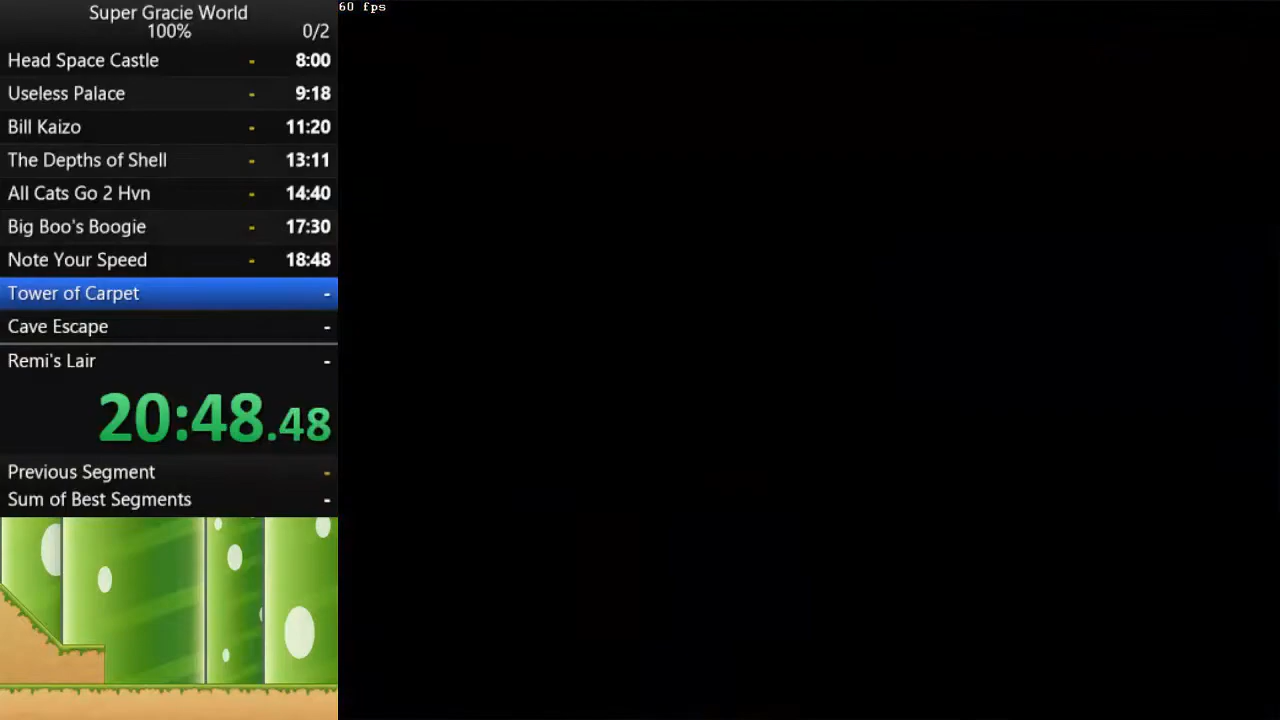 60 fps
Super Gracie World
100% 0/2
Head Space Castle - 8:00
Useless Palace - 9:18
Bill Kaizo - 11:20
The Depths of Shell - 13:11
All Cats Go 2 Hvn - 14:40
Big Boo's Boogie - 17:30
Note Your Speed - 18:48
Tower of Carpet -
Cave Escape -
Remi's Lair -
20:48.48
Previous Segment -
Sum of Best Segments -